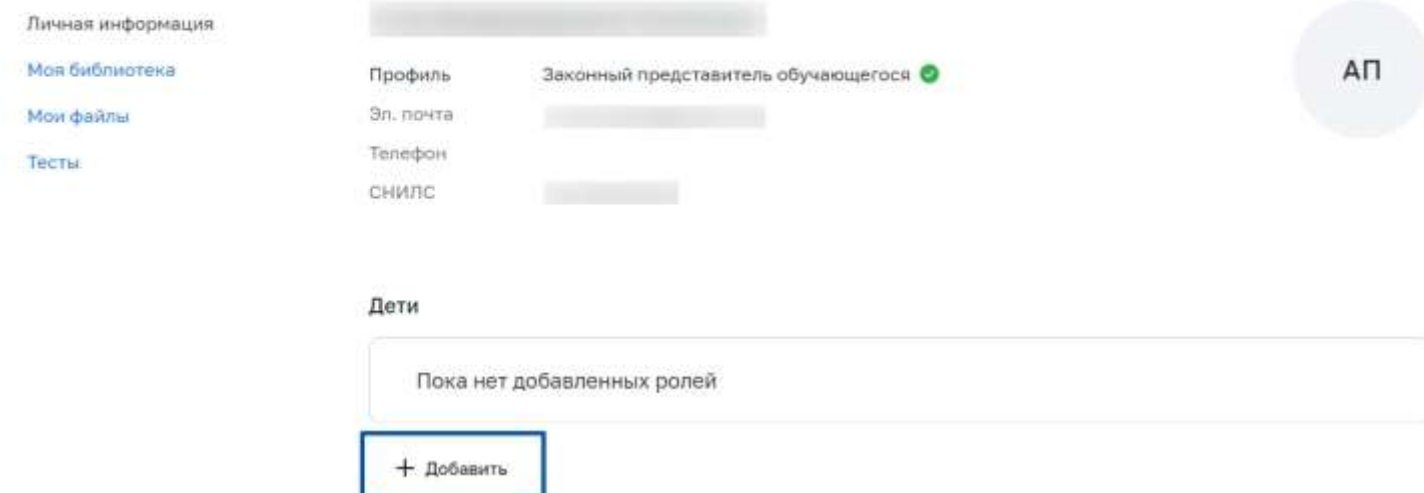 Личная информация
Моя библиотека
Мои файлы
Тесты
АП
Профиль Законный представитель обучающегося
Эл. почта
Телефон
СНИЛС
Дети
Пока нет добавленных ролей
+ Добавить